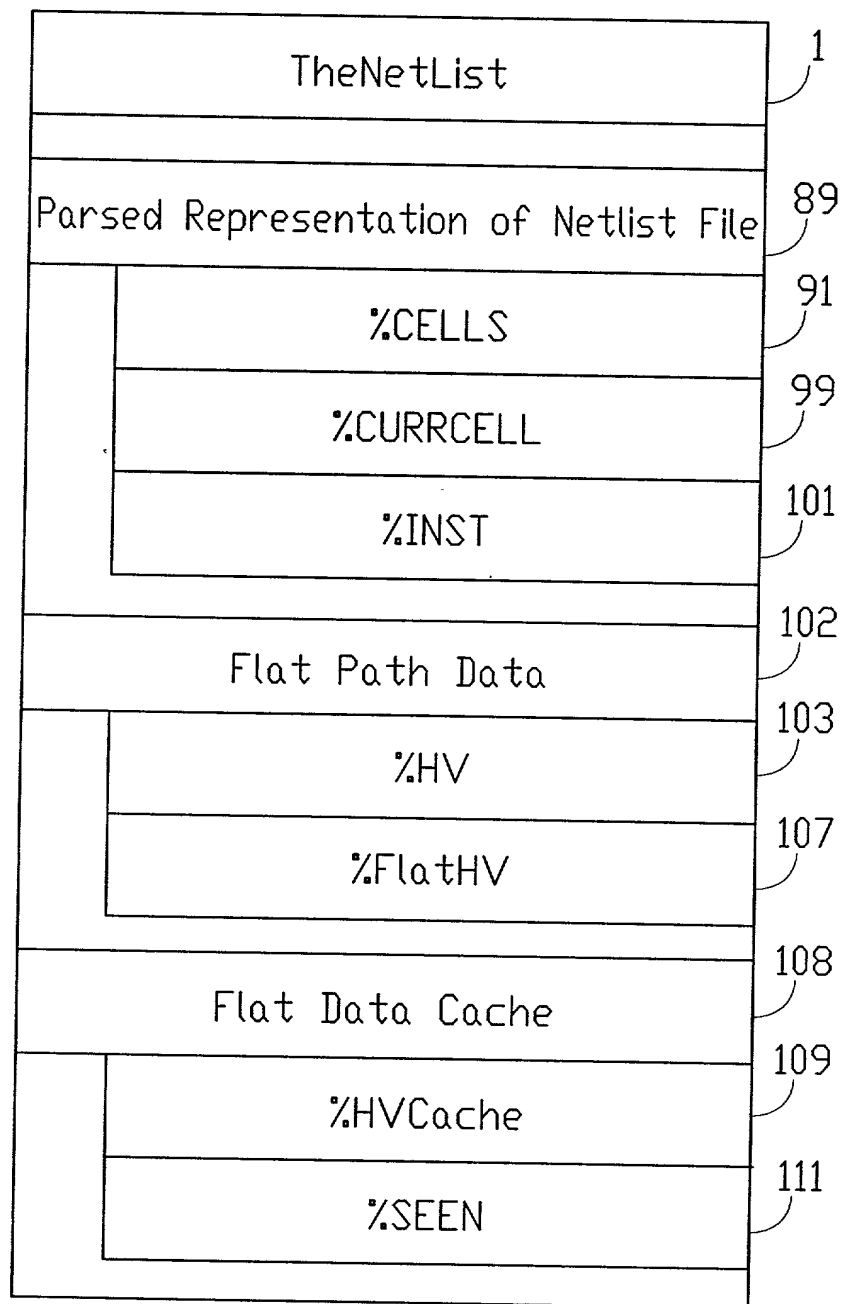 TheNetList
1
Parsed Representation of Netlist File
89
%CELLS
91
%CURRCELL
99
%INST
101
Flat Path Data
102
%HV
103
%FlatHV
107
Flat Data Cache
108
%HVCache
109
%SEEN
111